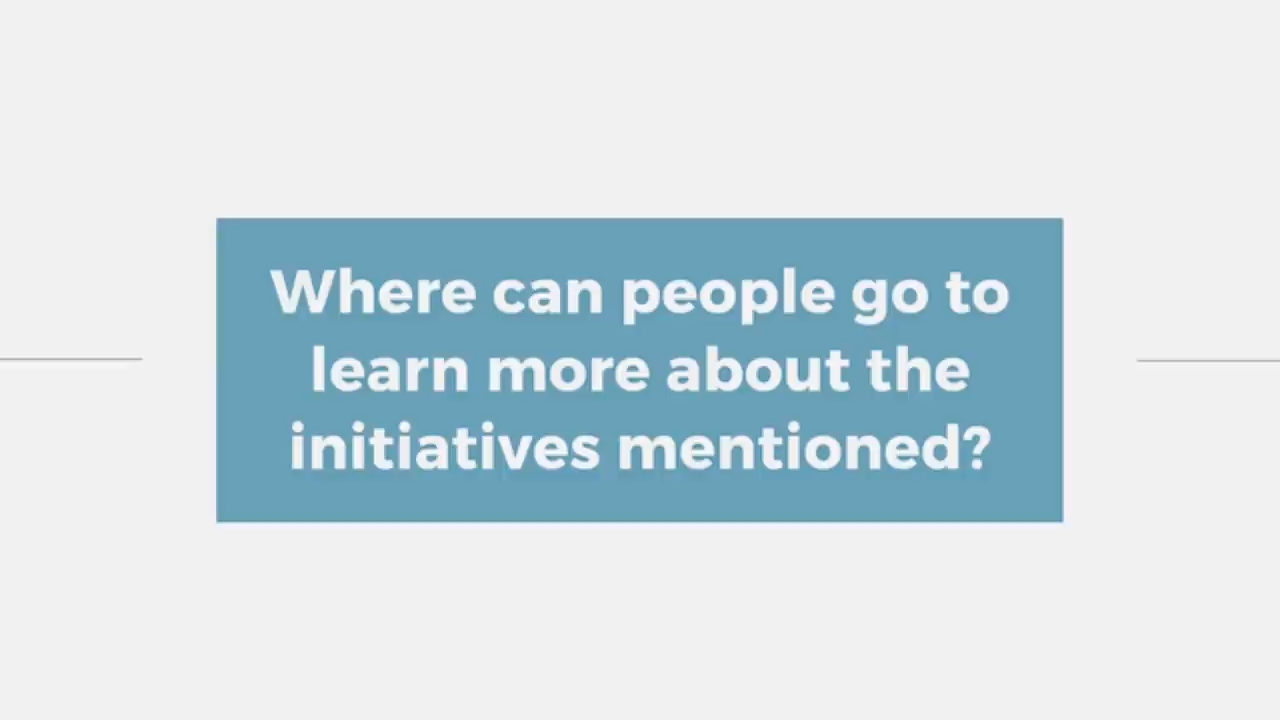 Where can people go to
learn more about the
initiatives mentioned?